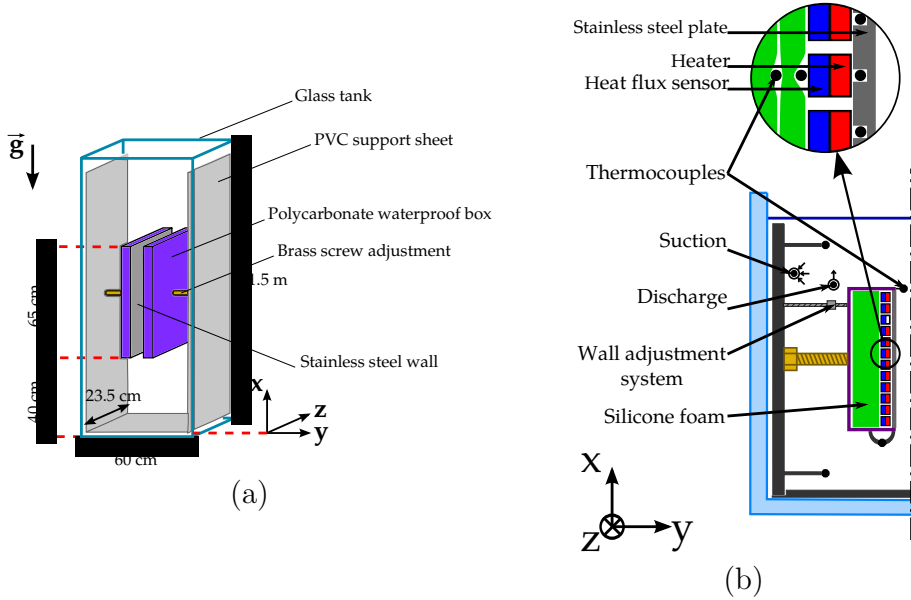 Glass tank
PVC support sheet
g
Polycarbonate waterproof box
Brass screw adjustment
1.5 m
65 cm
Stainless steel wall
x
40 cm
23.5 cm
z
y
60 cm
(a)
Stainless steel plate
Heater
Heat flux sensor
Thermocouples
Suction
Discharge
Wall adjustment
system
Silicone foam
x
z
y
(b)